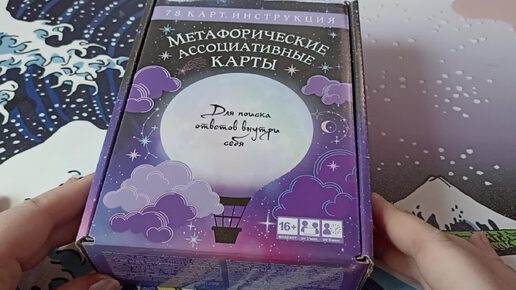 78 КАРТ, ИНСТРУКЦИЯ
МЕТАФОРИЧЕСКИЕ
АССОЦИАТИВНЫЕ
КАРТЫ
Для поиска
ответов внутри
себя
16+